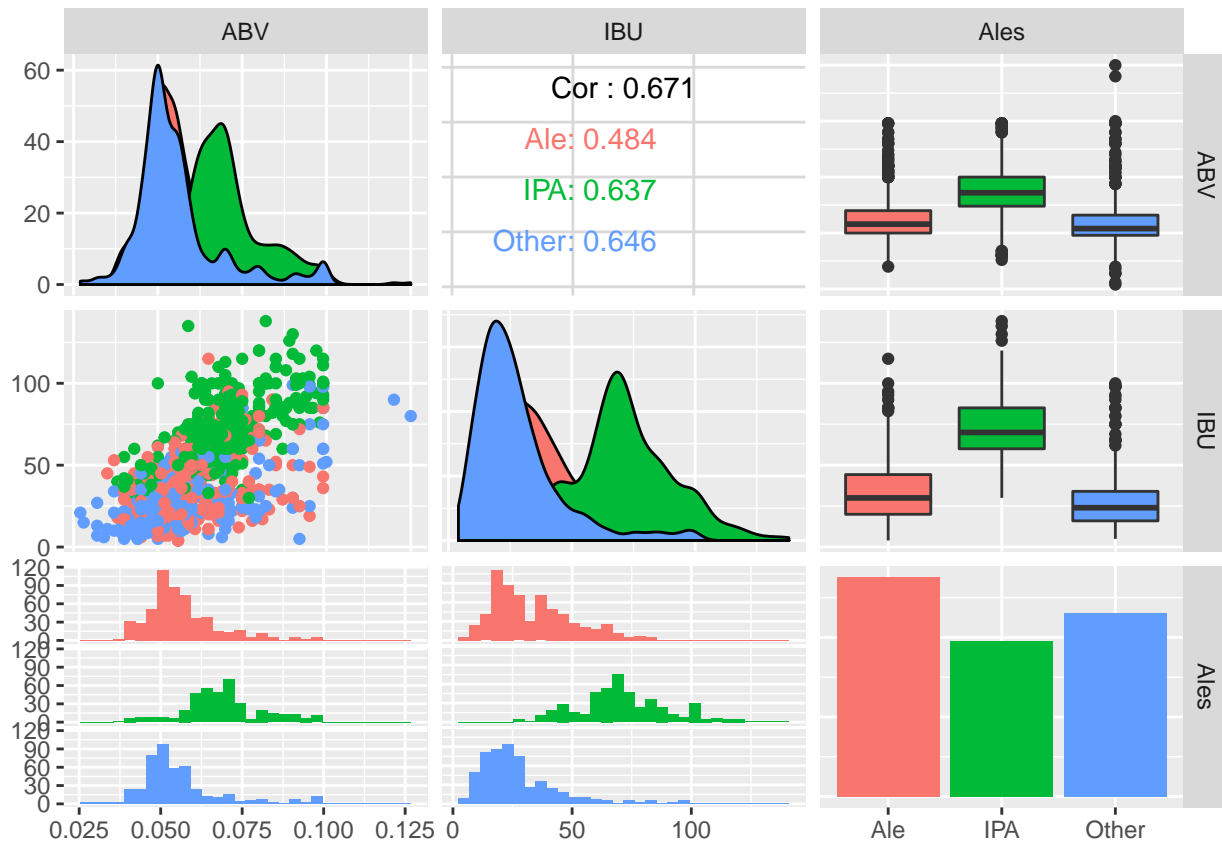 ABV IBU Ales
60
40
20
0
Cor : 0.671
Ale: 0.484
IPA: 0.637
Other: 0.646
ABV
100
50
0
IBU
120
90
60
30
0
120
90
60
30
0
120
90
60
30
0
Ales
0.025 0.050 0.075 0.100 0.125
0 50 100
Ale IPA Other